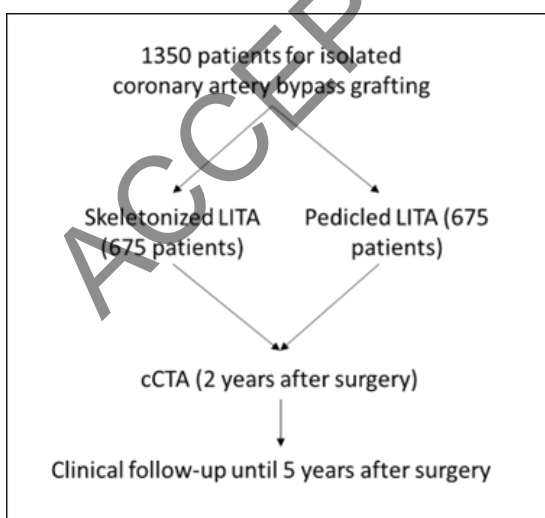 1350 patients for isolated
coronary artery bypass grafting
Skeletonized LITA
(675 patients)
Pedicled LITA (675
patients)
cCTA (2 years after surgery)
Clinical follow-up until 5 years after surgery